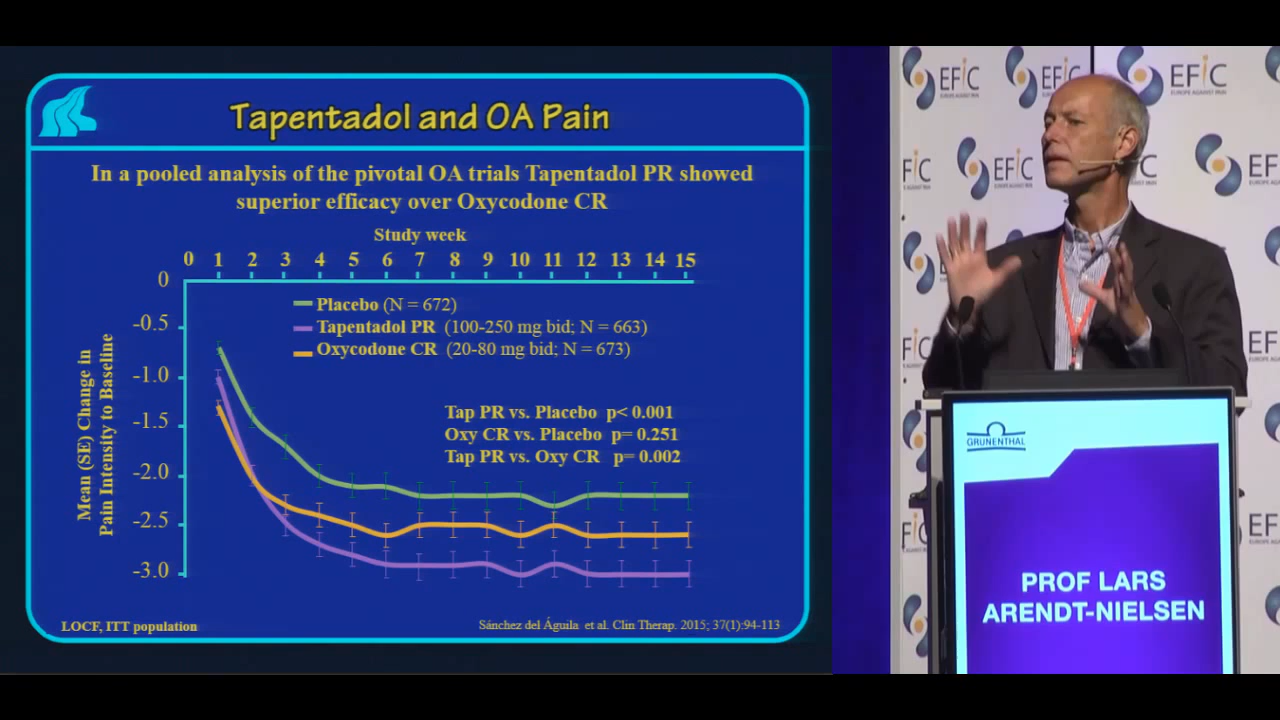 Tapentadol and OA Pain
In a pooled analysis of the pivotal OA trials Tapentadol PR showed
superior efficacy over Oxycodone CR
Study week
0 1 2 3 4 5 6 7 8 9 10 11 12 13 14 15
0
-0.5
-1.0
-1.5
-2.0
-2.5
-3.0
Mean (SE) Change in
Pain Intensity to Baseline
Placebo (N = 672)
Tapentadol PR (100-250 mg bid; N = 663)
Oxycodone CR (20-80 mg bid; N = 673)
Tap PR vs. Placebo p< 0.001
Oxy CR vs. Placebo p= 0.251
Tap PR vs. Oxy CR p= 0.002
LOCF, ITT population
Sánchez del Águila et al. Clin Therap. 2015; 37(1):94-113
EFiC
EFiC
EFiC
EUROPE AGAINST PAIN
EFiC
EFiC
GRUNENTHAL
PROF LARS
ARENDT-NIELSEN